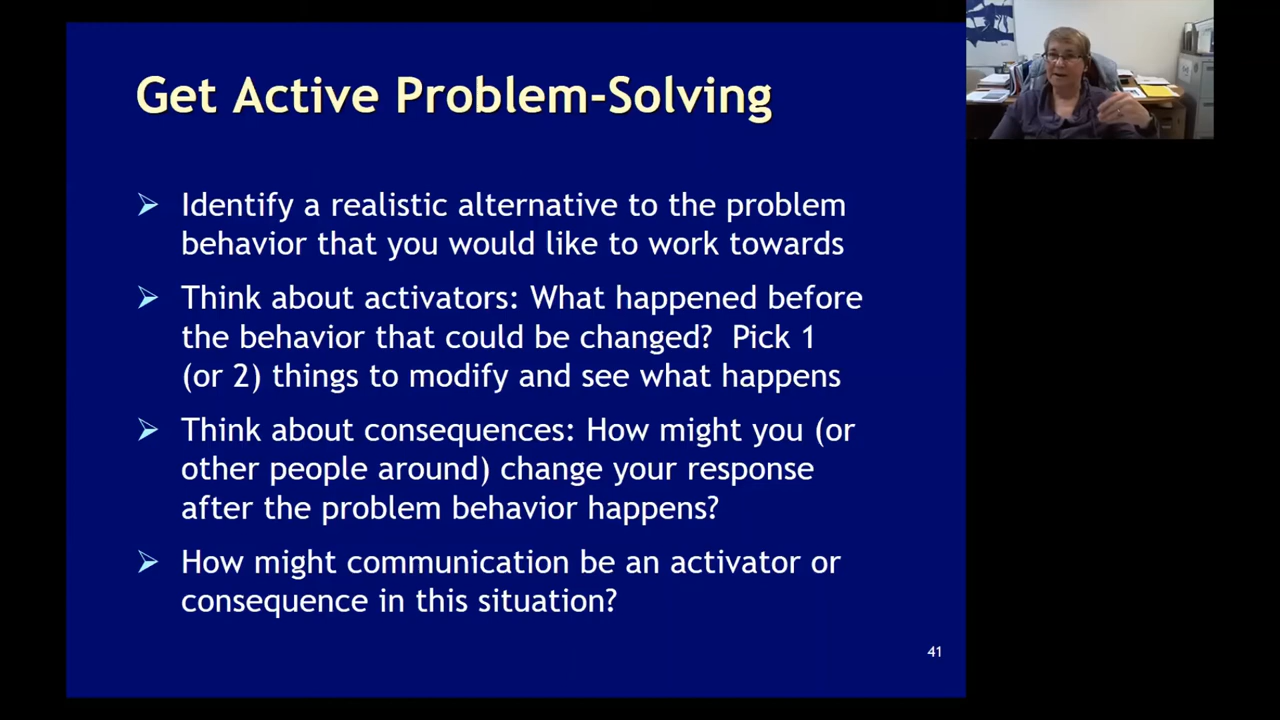 Get Active Problem-Solving
Identify a realistic alternative to the problem
behavior that you would like to work towards
Think about activators: What happened before
the behavior that could be changed? Pick 1
(or 2) things to modify and see what happens
Think about consequences: How might you (or
other people around) change your response
after the problem behavior happens?
How might communication be an activator or
consequence in this situation?
41